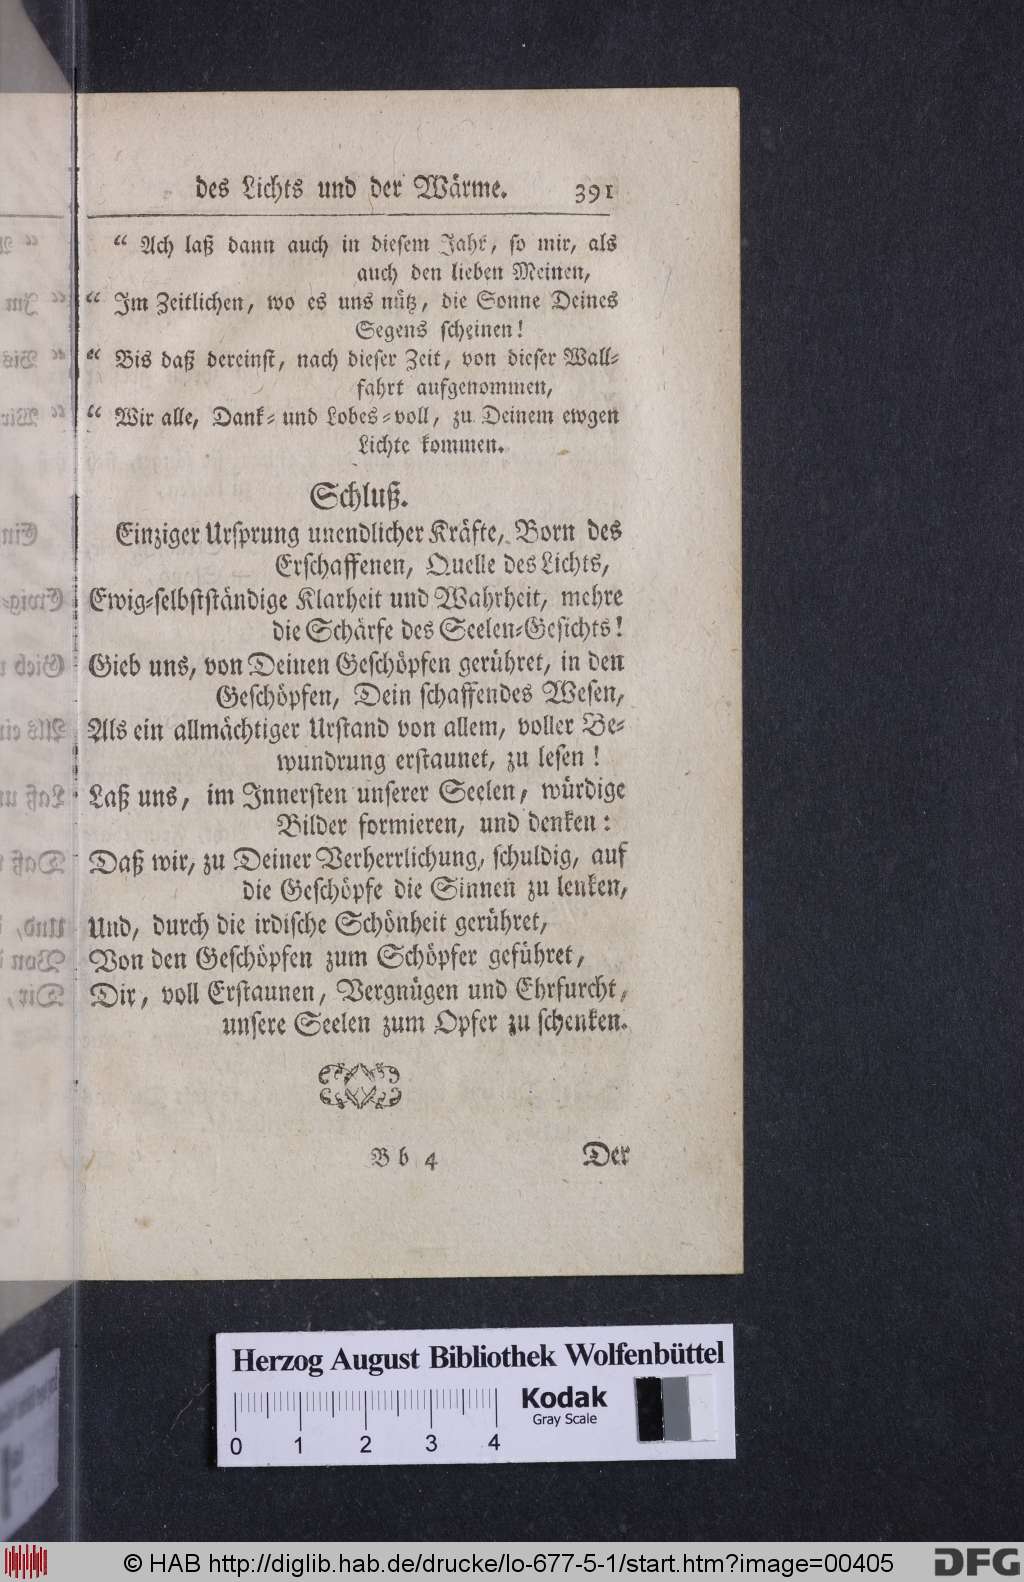 des Lichts und der Wärme. 391
“ Ach laß dann auch in diesem Jahr, so mir, als
auch den lieben Meinen,
“ Im Zeitlichen, wo es uns nütz, die Sonne Deines
Segens scheinen!
“ Bis daß dereinst, nach dieser Zeit, von dieser Wall-
fahrt aufgenommen,
“ Wir alle, Dank- und Lobes-voll, zu Deinem ewgen
Lichte kommen.
Schluß.
Einziger Ursprung unendlicher Kräfte, Born des
Erschaffenen, Quelle des Lichts,
Ewig-selbstständige Klarheit und Wahrheit, mehre
die Schärfe des Seelen-Gesichts!
Gieb uns, von Deinen Geschöpfen gerühret, in den
Geschöpfen, Dein schaffendes Wesen,
Als ein allmächtiger Urstand von allem, voller Be-
wundrung erstaunet, zu lesen!
Laß uns, im Innersten unserer Seelen, würdige
Bilder formieren, und denken:
Daß wir, zu Deiner Verherrlichung, schuldig, auf
die Geschöpfe die Sinnen zu lenken,
Und, durch die irdische Schönheit gerühret,
Von den Geschöpfen zum Schöpfer geführet,
Dir, voll Erstaunen, Vergnügen und Ehrfurcht,
unsere Seelen zum Opfer zu schenken.
B b 4 Der
Herzog August Bibliothek Wolfenbüttel
Kodak
Gray Scale
0 1 2 3 4
© HAB http://diglib.hab.de/drucke/lo-677-5-1/start.htm?image=00405
DFG